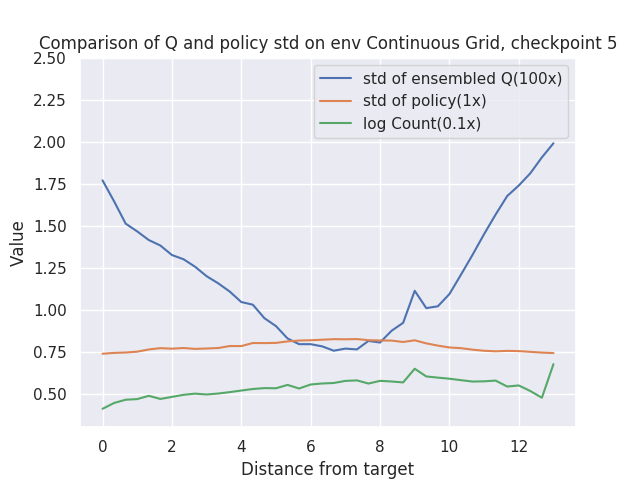 Comparison of Q and policy std on env Continuous Grid, checkpoint 5
std of ensembled Q(100x)
std of policy(1x)
log Count(0.1x)
Value
2.50
2.25
2.00
1.75
1.50
1.25
1.00
0.75
0.50
0 2 4 6 8 10 12
Distance from target